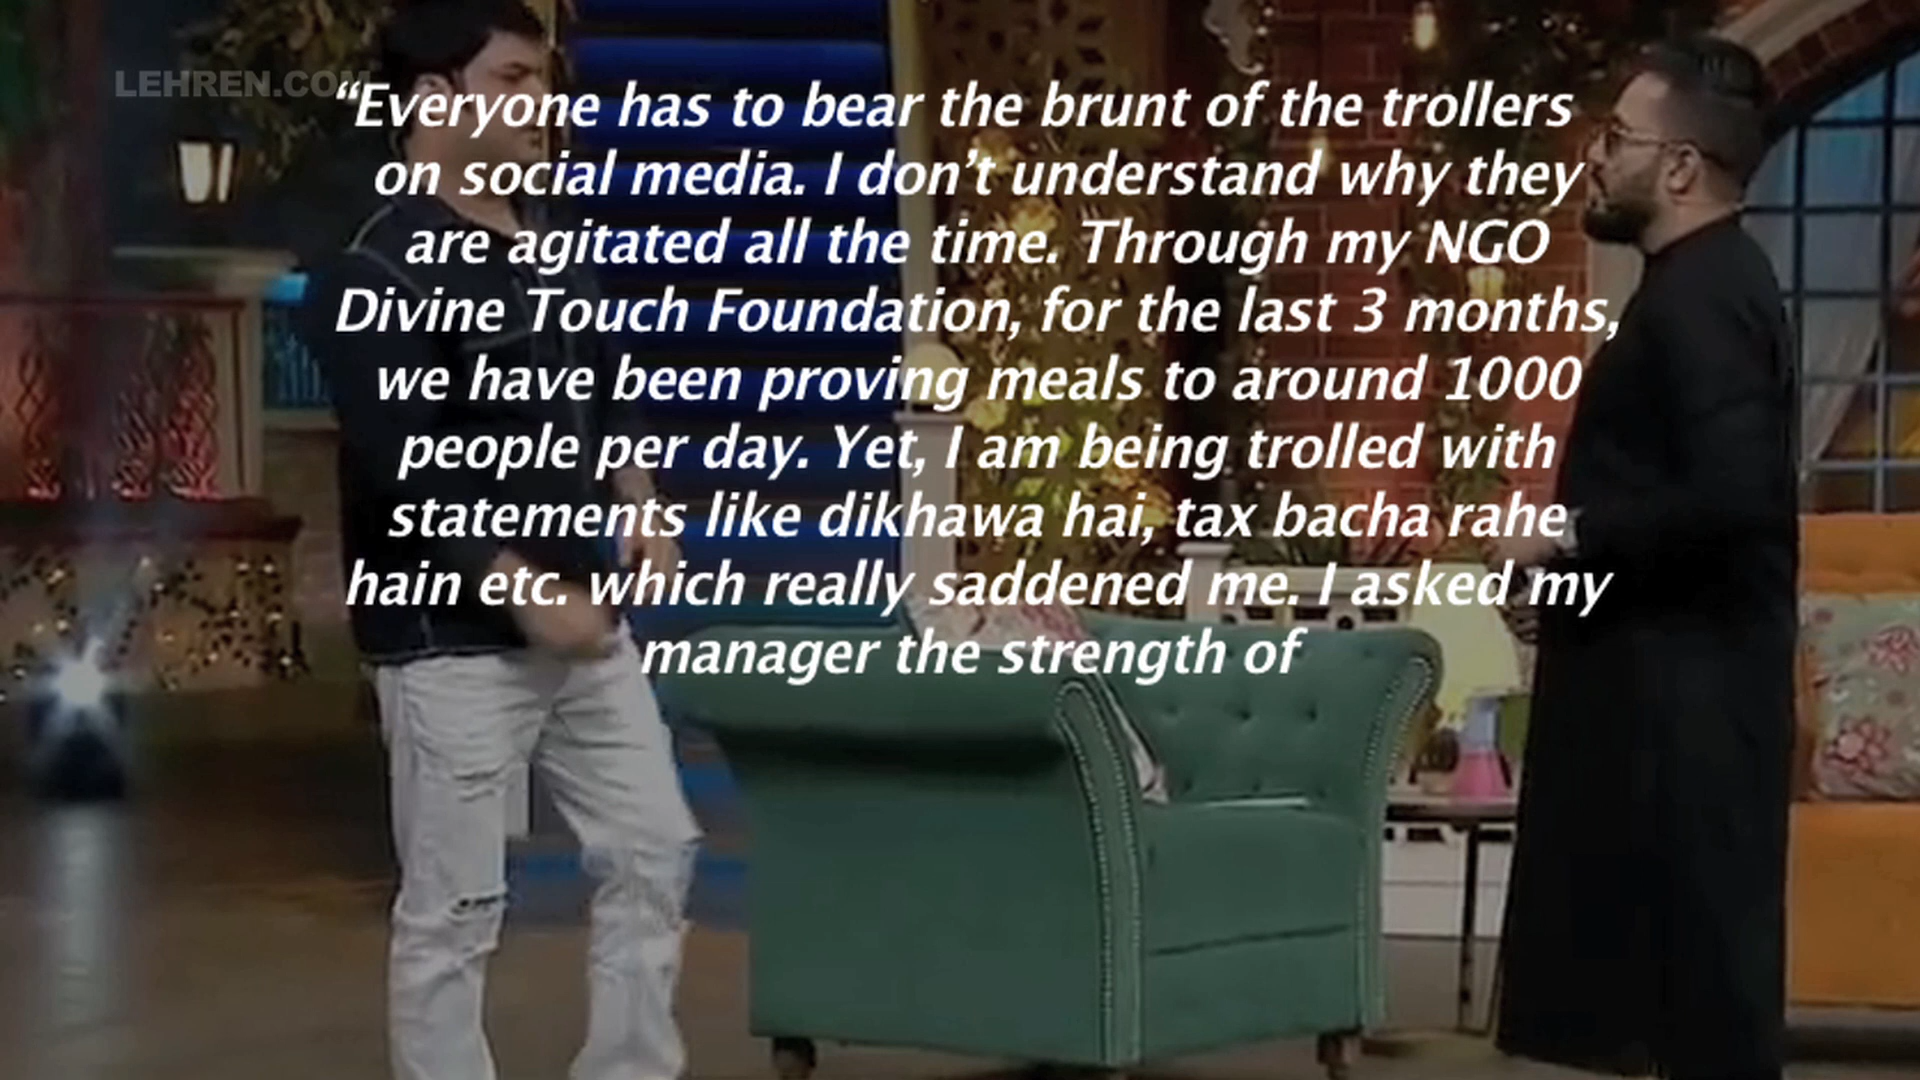 LEHREN.COM
“Everyone has to bear the brunt of the trollers
on social media. I don’t understand why they
are agitated all the time. Through my NGO
Divine Touch Foundation, for the last 3 months,
we have been proving meals to around 1000
people per day. Yet, I am being trolled with
statements like dikhawa hai, tax bacha rahe
hain etc. which really saddened me. I asked my
manager the strength of